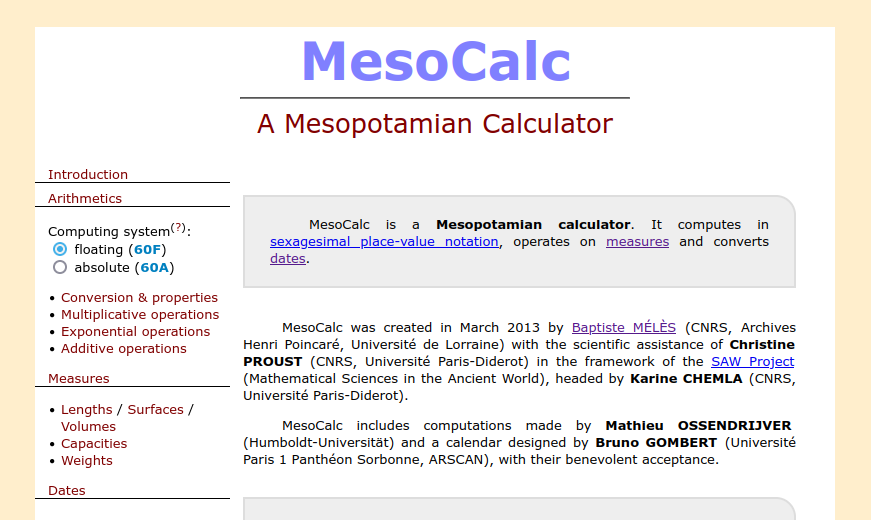 MesoCalc
A Mesopotamian Calculator
Introduction
Arithmetics
Computing system(?):
floating (60F)
absolute (60A)
• Conversion & properties
• Multiplicative operations
• Exponential operations
• Additive operations
Measures
• Lengths / Surfaces /
Volumes
• Capacities
• Weights
Dates
MesoCalc is a Mesopotamian calculator. It computes in
sexagesimal place-value notation, operates on measures and converts
dates.
MesoCalc was created in March 2013 by Baptiste MÉLÈS (CNRS, Archives
Henri Poincaré, Université de Lorraine) with the scientific assistance of Christine
PROUST (CNRS, Université Paris-Diderot) in the framework of the SAW Project
(Mathematical Sciences in the Ancient World), headed by Karine CHEMLA (CNRS,
Université Paris-Diderot).
MesoCalc includes computations made by Mathieu OSSENDRIJVER
(Humboldt-Universität) and a calendar designed by Bruno GOMBERT (Université
Paris 1 Panthéon Sorbonne, ARSCAN), with their benevolent acceptance.